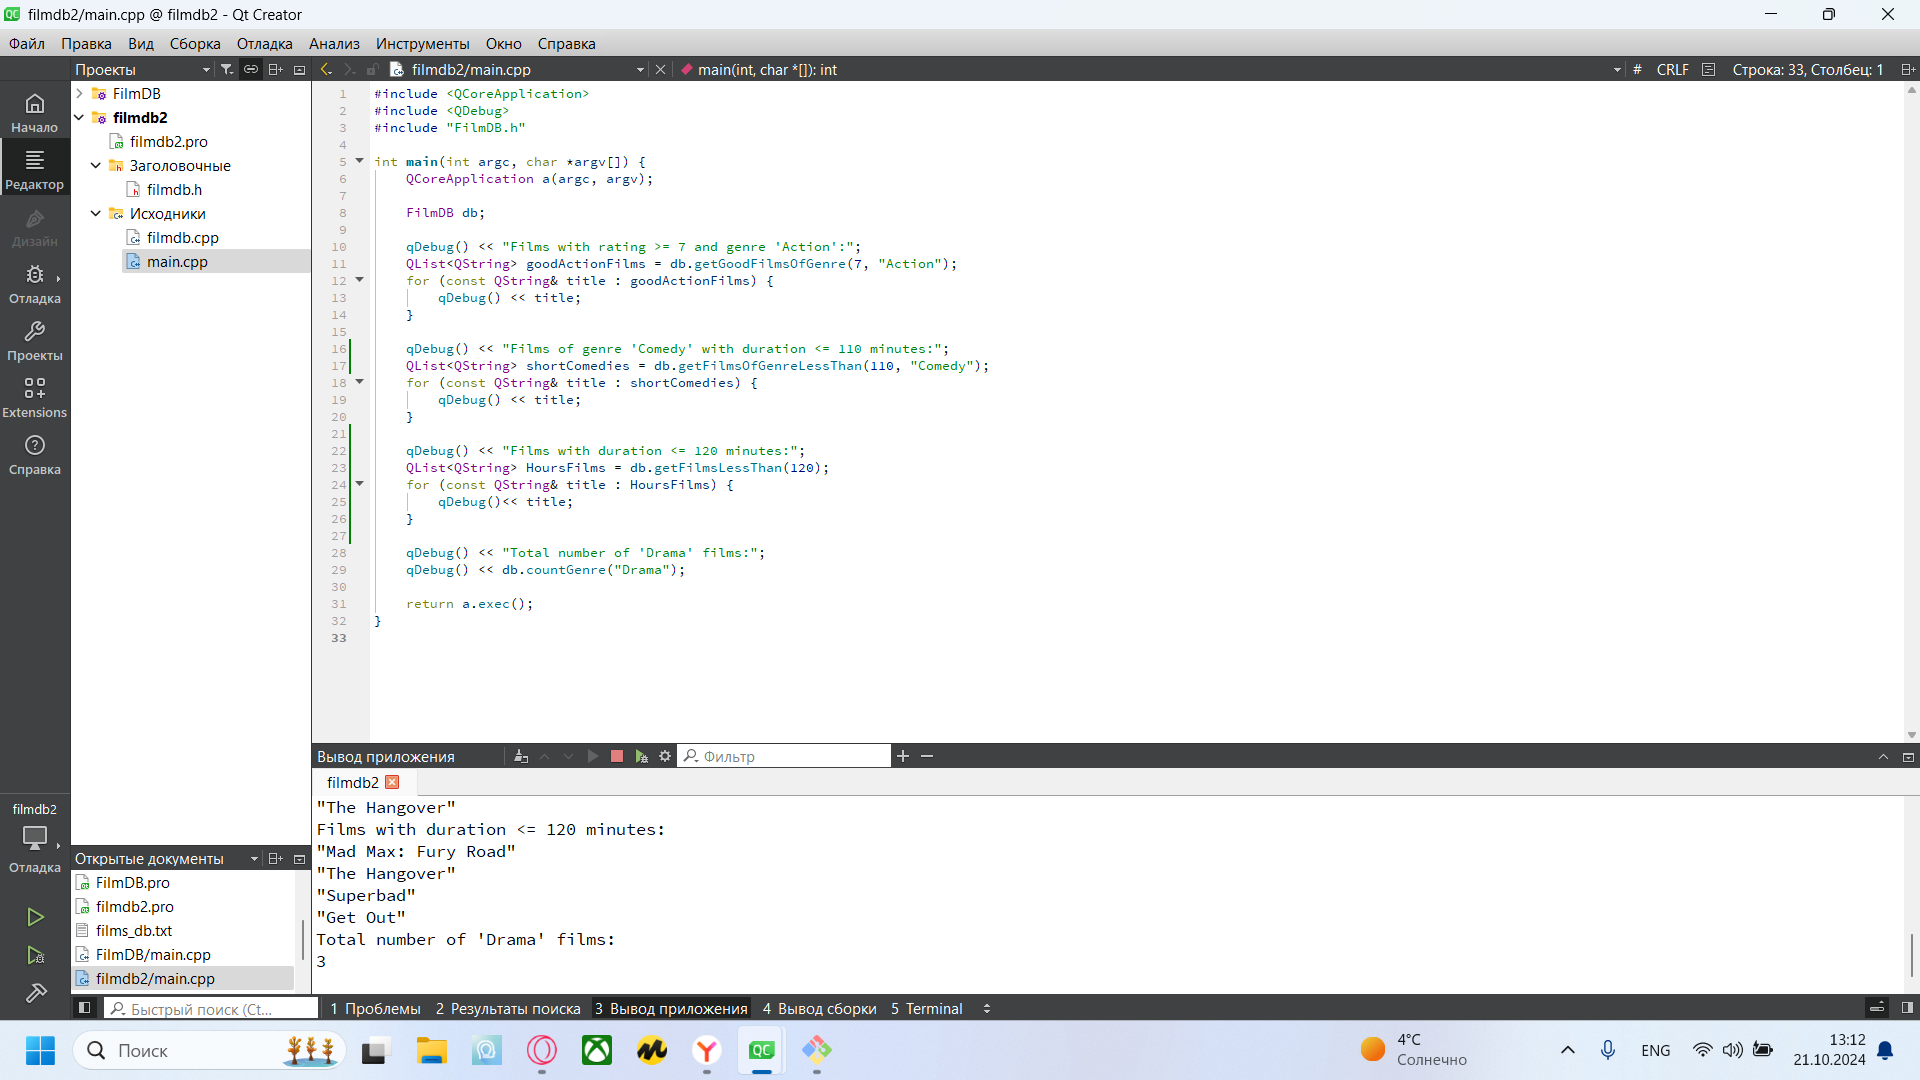 filmdb2/main.cpp @ filmdb2 - Qt Creator
Файл Правка Вид Сборка Отладка Анализ Инструменты Окно Справка
Проекты filmdb2/main.cpp main(int, char *[]): int # CRLF Строка: 33, Столбец: 1
Начало
Редактор
Дизайн
Отладка
Проекты
Extensions
Справка
FilmDB
filmdb2
filmdb2.pro
Заголовочные
filmdb.h
Исходники
filmdb.cpp
main.cpp
1 #include <QCoreApplication>
2 #include <QDebug>
3 #include "FilmDB.h"
4
5 int main(int argc, char *argv[]) {
6 QCoreApplication a(argc, argv);
7
8 FilmDB db;
9
10 qDebug() << "Films with rating >= 7 and genre 'Action':";
11 QList<QString> goodActionFilms = db.getGoodFilmsOfGenre(7, "Action");
12 for (const QString& title : goodActionFilms) {
13 qDebug() << title;
14 }
15
16 qDebug() << "Films of genre 'Comedy' with duration <= 110 minutes:";
17 QList<QString> shortComedies = db.getFilmsOfGenreLessThan(110, "Comedy");
18 for (const QString& title : shortComedies) {
19 qDebug() << title;
20 }
21
22 qDebug() << "Films with duration <= 120 minutes:";
23 QList<QString> HoursFilms = db.getFilmsLessThan(120);
24 for (const QString& title : HoursFilms) {
25 qDebug()<< title;
26 }
27
28 qDebug() << "Total number of 'Drama' films:";
29 qDebug() << db.countGenre("Drama");
30
31 return a.exec();
32 }
33
Вывод приложения Фильтр
filmdb2
"The Hangover"
Films with duration <= 120 minutes:
"Mad Max: Fury Road"
"The Hangover"
"Superbad"
"Get Out"
Total number of 'Drama' films:
3
filmdb2
Отладка
Открытые документы
FilmDB.pro
filmdb2.pro
films_db.txt
FilmDB/main.cpp
filmdb2/main.cpp
Быстрый поиск (Ct... 1 Проблемы 2 Результаты поиска 3 Вывод приложения 4 Вывод сборки 5 Terminal
Поиск
QC
4°C
Солнечно
ENG
13:12
21.10.2024